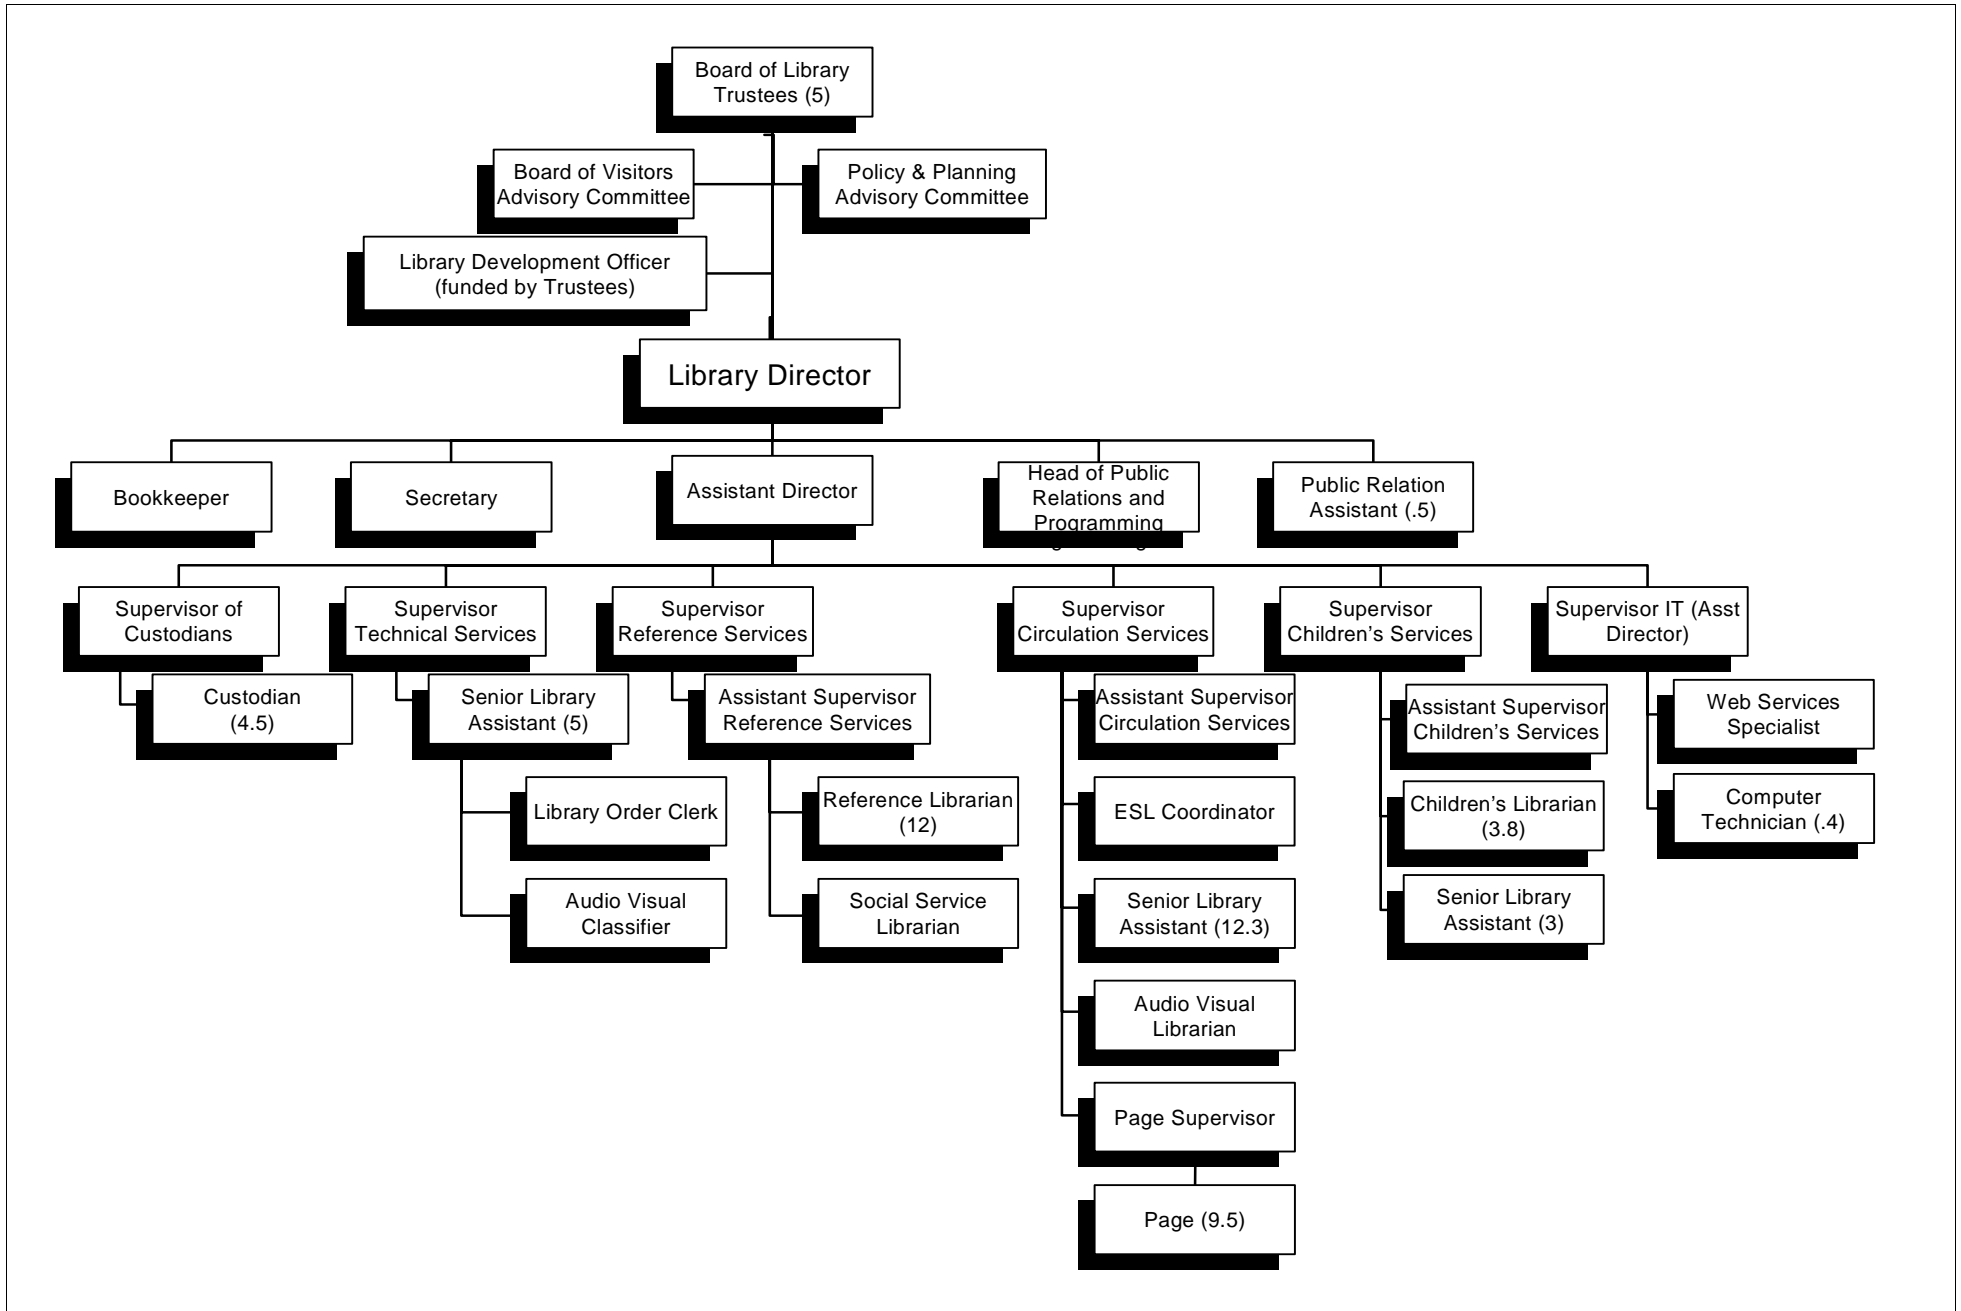 Board of Library
Trustees (5)
Board of Visitors
Advisory Committee
Policy & Planning
Advisory Committee
Library Development Officer
(funded by Trustees)
Library Director
Bookkeeper
Secretary
Assistant Director
Head of Public
Relations and
Programming
Public Relation
Assistant (.5)
Supervisor of
Custodians
Supervisor
Technical Services
Supervisor
Reference Services
Supervisor
Circulation Services
Supervisor
Children’s Services
Supervisor IT (Asst
Director)
Custodian
(4.5)
Senior Library
Assistant (5)
Library Order Clerk
Audio Visual
Classifier
Assistant Supervisor
Reference Services
Reference Librarian
(12)
Social Service
Librarian
Assistant Supervisor
Circulation Services
ESL Coordinator
Senior Library
Assistant (12.3)
Audio Visual
Librarian
Page Supervisor
Page (9.5)
Assistant Supervisor
Children’s Services
Children’s Librarian
(3.8)
Senior Library
Assistant (3)
Web Services
Specialist
Computer
Technician (.4)